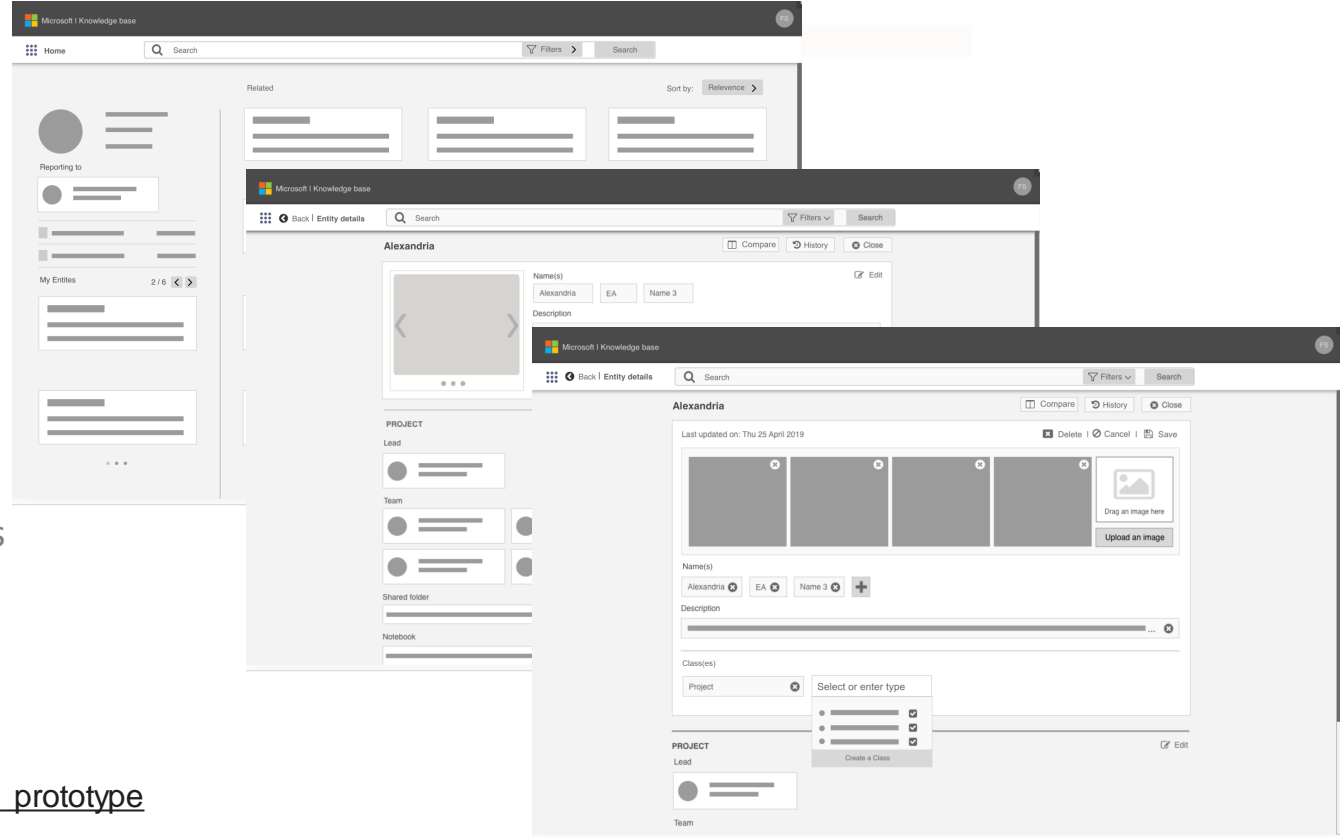 Microsoft | Knowledge base
FS
Home
Search
Filters
Search
Related
Sort by:
Relevence
Reporting to
My Entites
2 / 6
Microsoft | Knowledge base
FS
Back | Entity details
Search
Filters
Search
Alexandria
Compare
History
Close
Name(s)
Edit
Alexandria
EA
Name 3
Description
PROJECT
Lead
Team
Shared folder
Notebook
Microsoft | Knowledge base
FS
Back | Entity details
Search
Filters
Search
Alexandria
Compare
History
Close
Last updated on: Thu 25 April 2019
Delete | Cancel | Save
Drag an image here
Upload an image
Name(s)
Alexandria
EA
Name 3
Description
...
Class(es)
Project
Select or enter type
Create a Class
PROJECT
Edit
Lead
Team
s
prototype